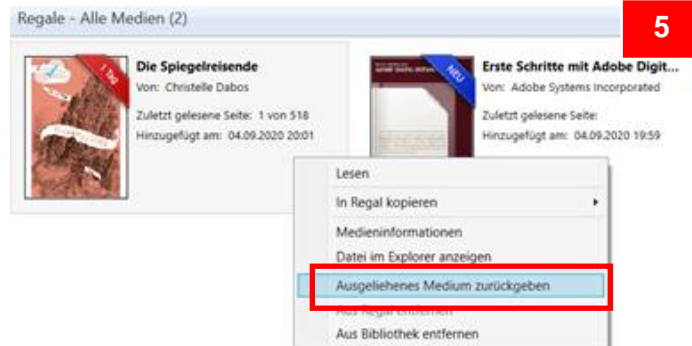 Regale - Alle Medien (2)
5
1 Tag
Die Spiegelreisende
Von: Christelle Dabos
Zuletzt gelesene Seite: 1 von 518
Hinzugefügt am: 04.09.2020 20:01
NEU
Erste Schritte mit Adobe Digit...
Von: Adobe Systems Incorporated
Zuletzt gelesene Seite:
Hinzugefügt am: 04.09.2020 19:59
Lesen
In Regal kopieren
Medieninformationen
Datei im Explorer anzeigen
Ausgeliehenes Medium zurückgeben
Aus Regal entfernen
Aus Bibliothek entfernen